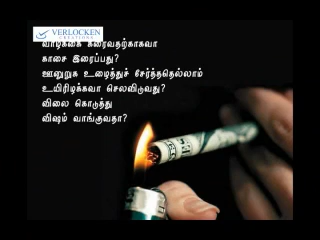 VERLOCKEN
CREATIONS
வாழ்க்கை கரைவதற்காகவா
காசை இரைப்பது?
ஊனுறுக உழைத்துச் சேர்த்ததெல்லாம்
உயிரிழக்கவா செலவிடுவது?
விலை கொடுத்து
விஷம் வாங்குவதா?